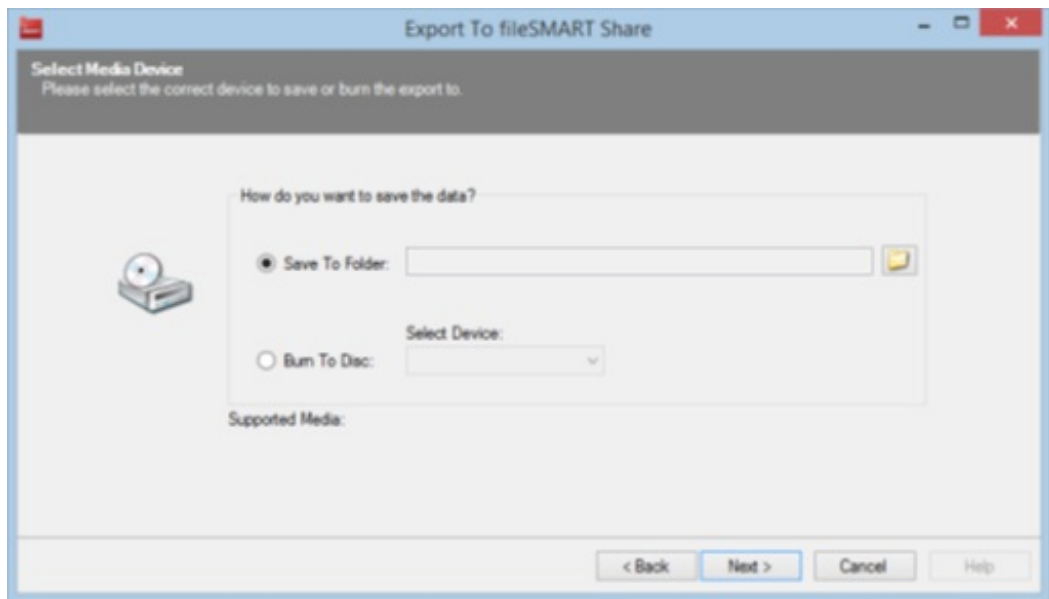 Export To fileSMART Share
Select Media Device
Please select the correct device to save or burn the export to.
How do you want to save the data?
Save To Folder:
Select Device:
Burn To Disc:
Supported Media:
< Back
Next >
Cancel
Help